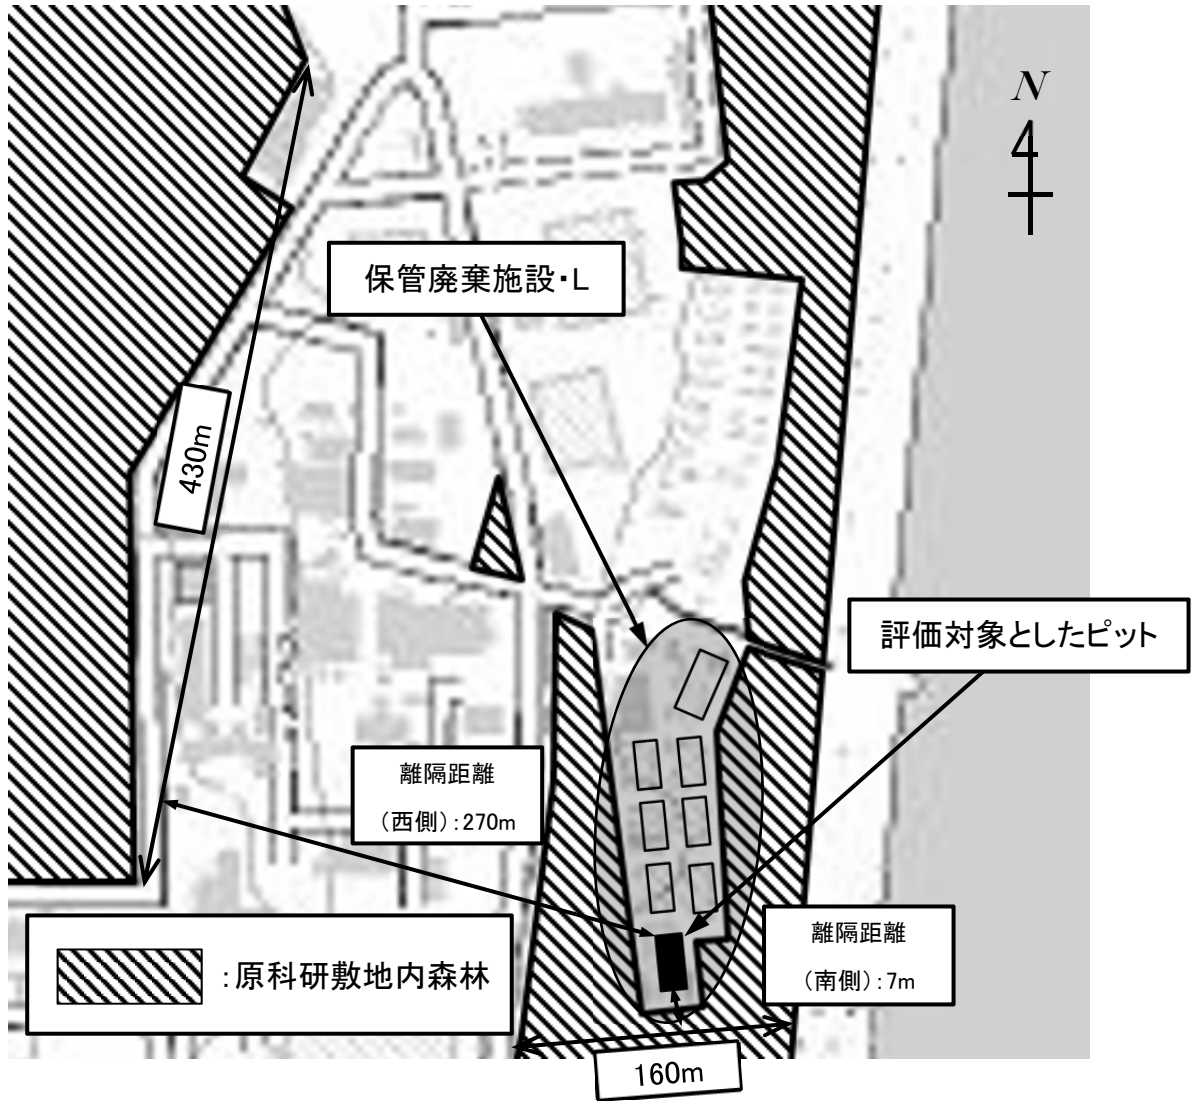 N
保管廃棄施設・L
430m
評価対象としたピット
離隔距離
（西側）：270m
離隔距離
（南側）：7m
：原科研敷地内森林
160m